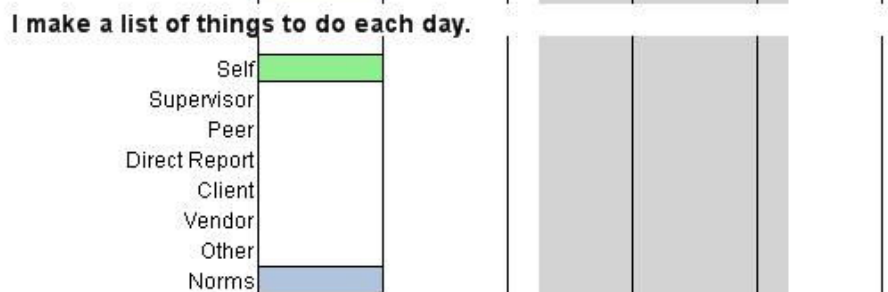 I make a list of things to do each day.
Self
Supervisor
Peer
Direct Report
Client
Vendor
Other
Norms